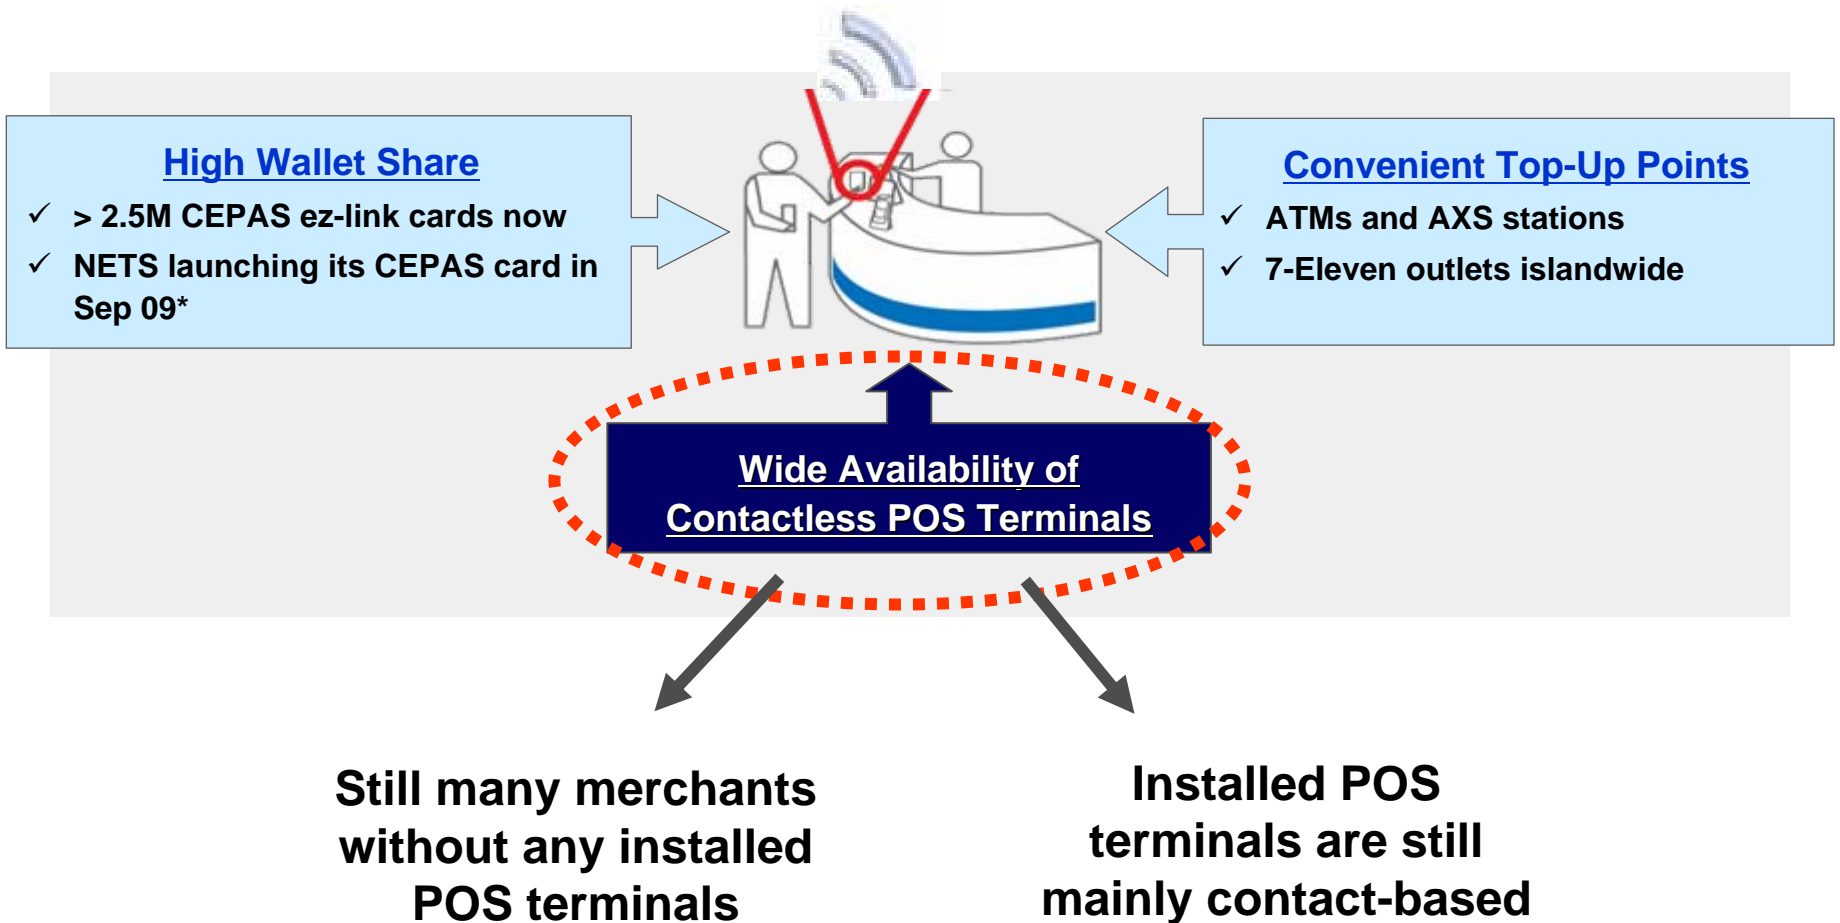 High Wallet Share
✓ > 2.5M CEPAS ez-link cards now
✓ NETS launching its CEPAS card in
Sep 09*
Convenient Top-Up Points
✓ ATMs and AXS stations
✓ 7-Eleven outlets islandwide
Wide Availability of
Contactless POS Terminals
Still many merchants
without any installed
POS terminals
Installed POS
terminals are still
mainly contact-based